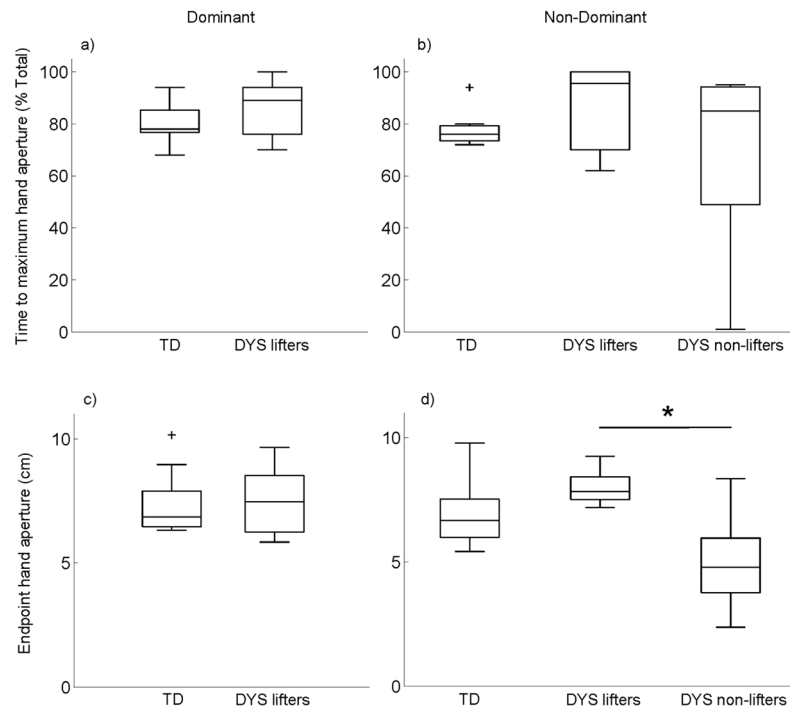 Dominant
Non-Dominant
a)
b)
Time to maximum hand aperture (% Total)
100
80
60
40
20
0
TD
DYS lifters
100
80
60
40
20
0
TD
DYS lifters
DYS non-lifters
c)
d)
Endpoint hand aperture (cm)
10
5
0
TD
DYS lifters
10
5
0
*
TD
DYS lifters
DYS non-lifters